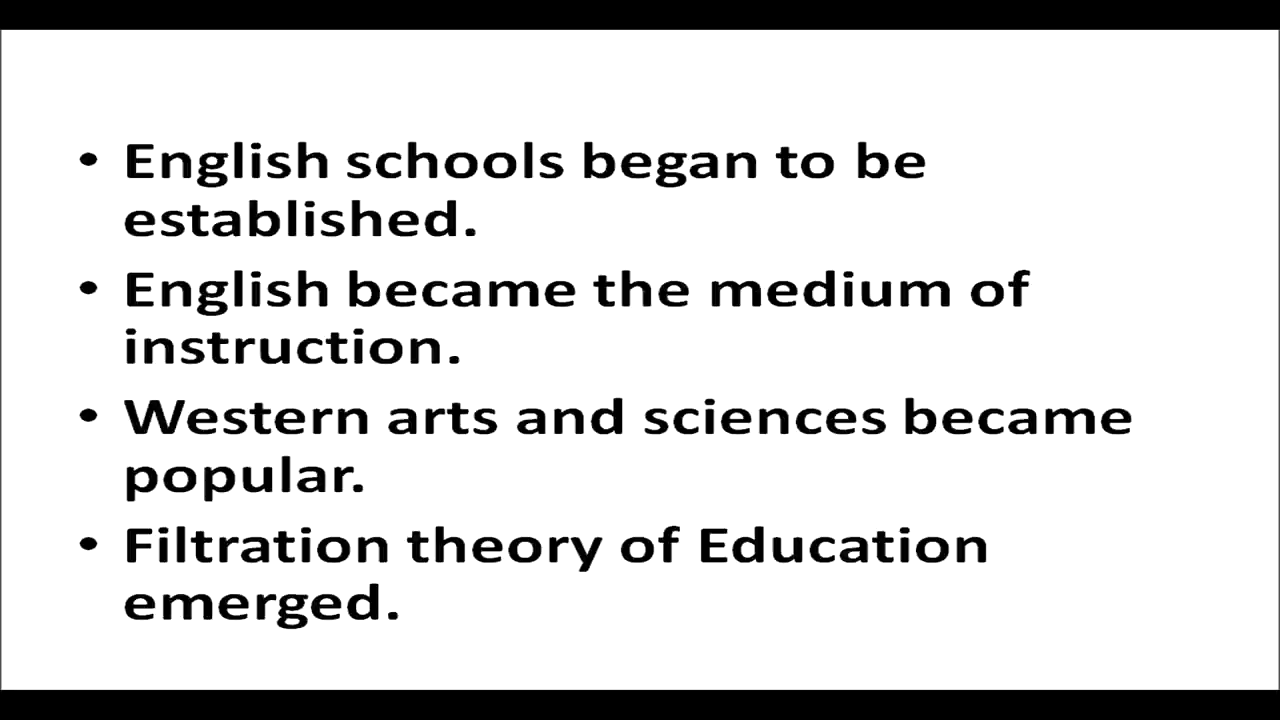 • English schools began to be
established.
• English became the medium of
instruction.
• Western arts and sciences became
popular.
• Filtration theory of Education
emerged.